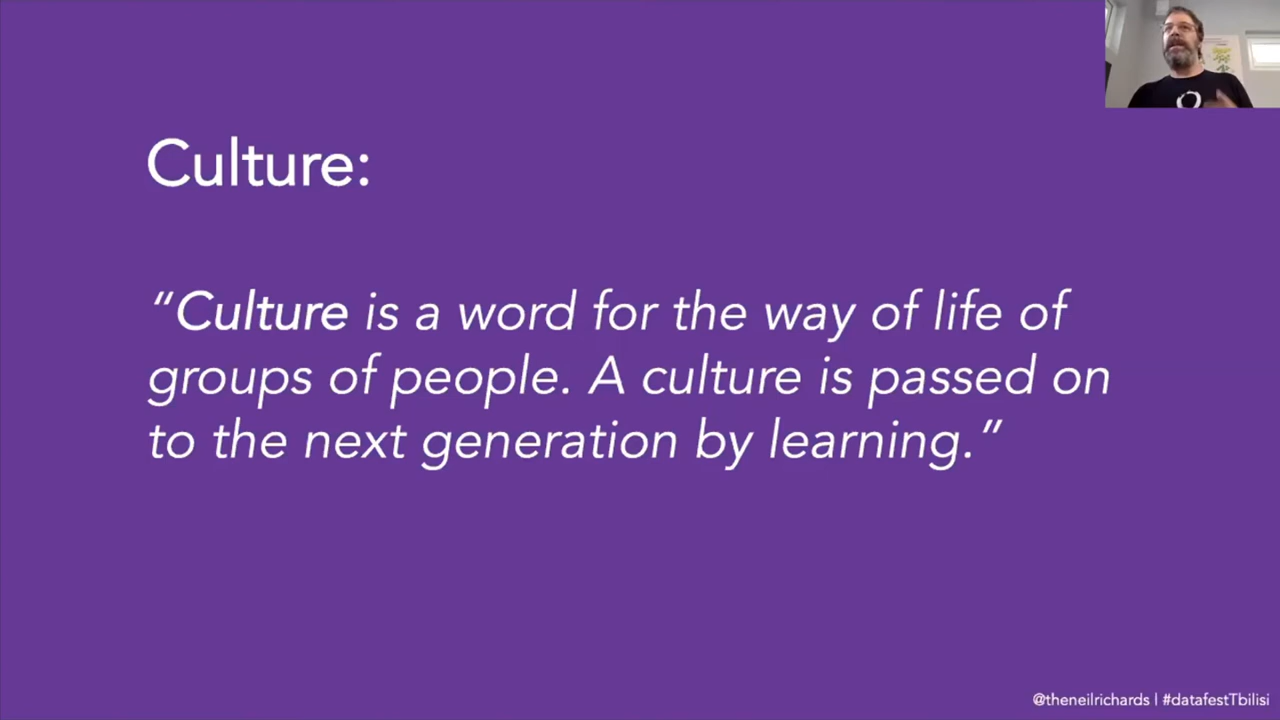 Culture:
“Culture is a word for the way of life of
groups of people. A culture is passed on
to the next generation by learning.”
@theneilrichards | #datafestTbilisi